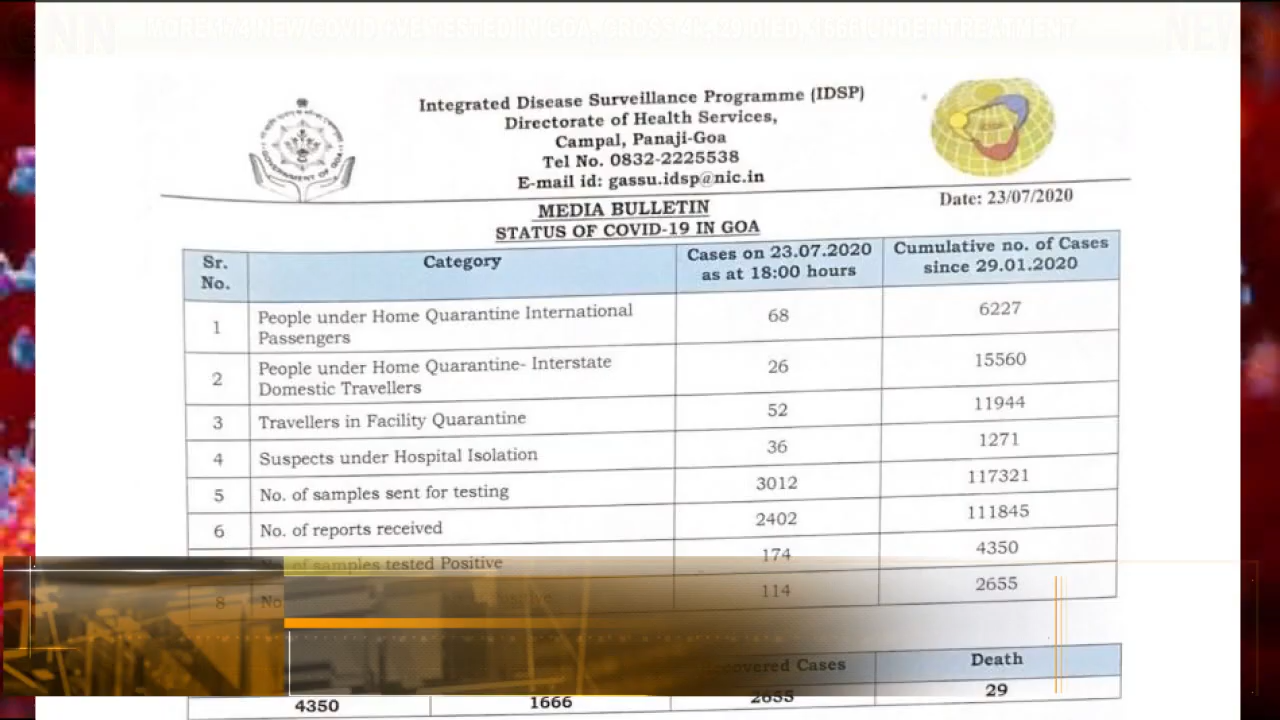 Integrated Disease Surveillance Programme (IDSP)
Directorate of Health Services,
Campal, Panaji-Goa
Tel No. 0832-2225538
E-mail id: gassu.idsp@nic.in
Date: 23/07/2020
MEDIA BULLETIN
STATUS OF COVID-19 IN GOA
Sr. No. Category Cases on 23.07.2020 as at 18:00 hours Cumulative no. of Cases since 29.01.2020
1 People under Home Quarantine International Passengers 68 6227
2 People under Home Quarantine- Interstate Domestic Travellers 26 15560
3 Travellers in Facility Quarantine 52 11944
4 Suspects under Hospital Isolation 36 1271
5 No. of samples sent for testing 3012 117321
6 No. of reports received 2402 111845
of samples tested Positive 174 4350
8 No 114 2655
Recovered Cases Death
4350 1666 2655 29